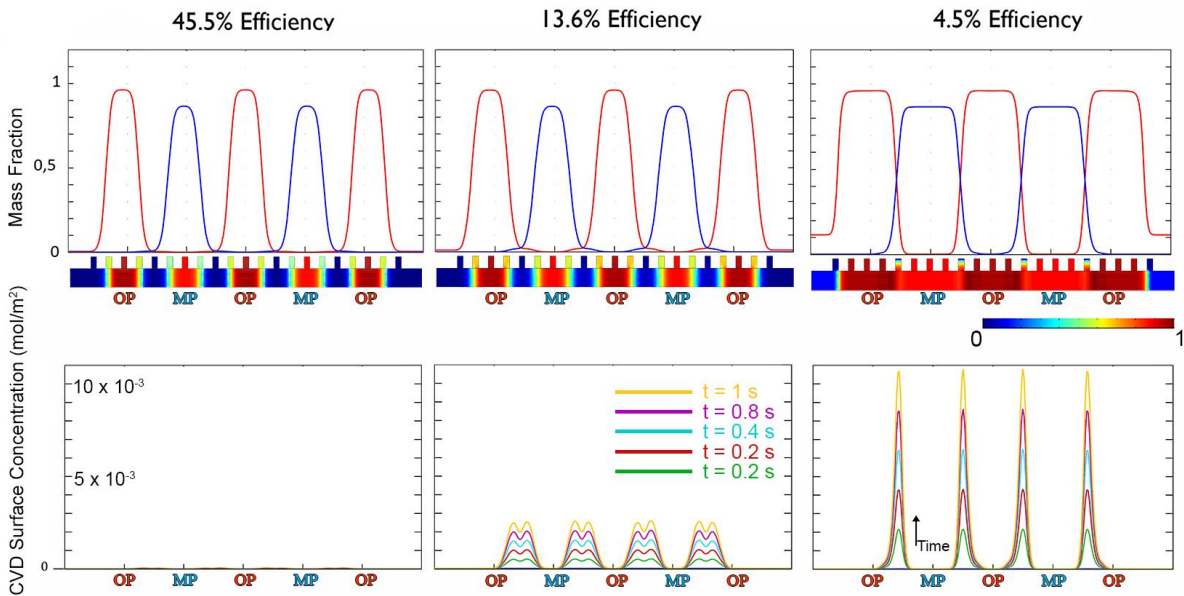 45.5% Efficiency
13.6% Efficiency
4.5% Efficiency
Mass Fraction
1
0,5
0
OP MP OP MP OP
OP MP OP MP OP
OP MP OP MP OP
0 1
CVD Surface Concentration (mol/m²)
10 x 10⁻³
5 x 10⁻³
0
t = 1 s
t = 0.8 s
t = 0.4 s
t = 0.2 s
t = 0.2 s
Time
OP MP OP MP OP
OP MP OP MP OP
OP MP OP MP OP